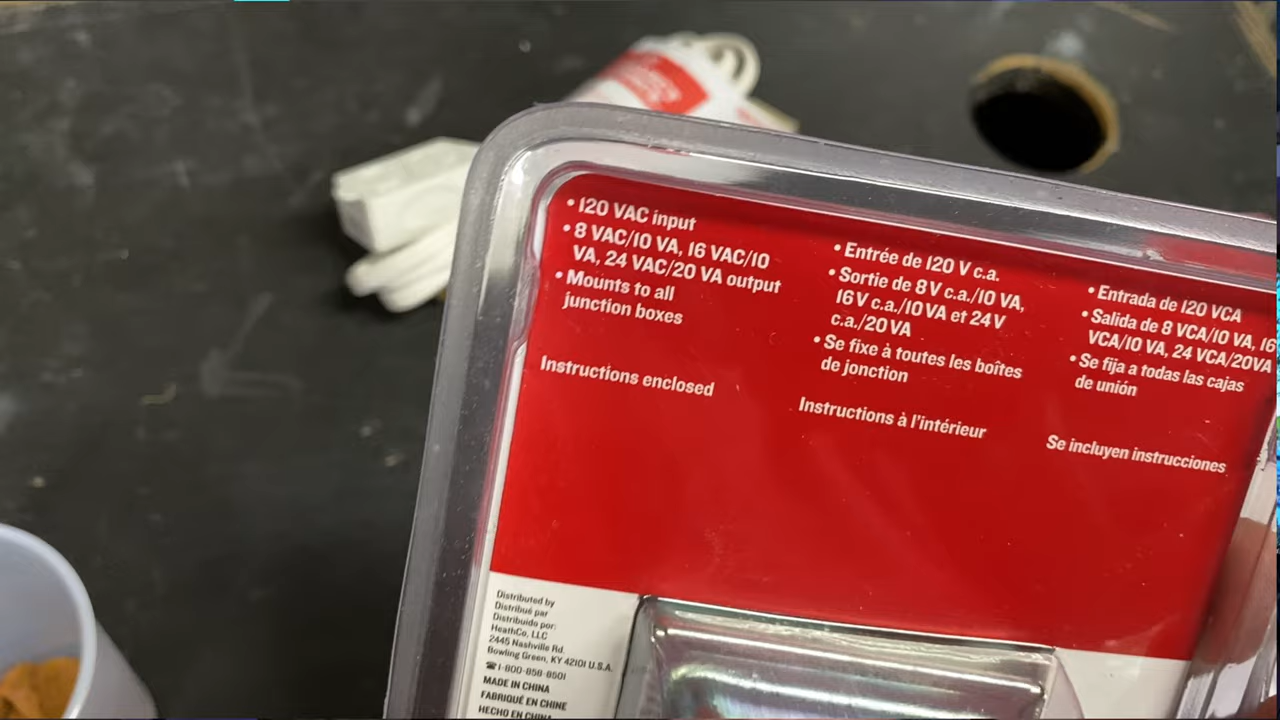 • 120 VAC input
• 8 VAC/10 VA, 16 VAC/10
VA, 24 VAC/20 VA output
• Mounts to all
junction boxes
Instructions enclosed
• Entrée de 120 V c.a.
• Sortie de 8 V c.a./10 VA,
16 V c.a./10 VA et 24 V
c.a./20 VA
• Se fixe à toutes les boîtes
de jonction
Instructions à l'intérieur
• Entrada de 120 VCA
• Salida de 8 VCA/10 VA, 16
VCA/10 VA, 24 VCA/20VA
• Se fija a todas las cajas
de unión
Se incluyen instrucciones
Distributed by
Distribué par
Distribuido por:
HeathCo, LLC
2445 Nashville Rd.
Bowling Green, KY 42101 U.S.A.
☎ 1-800-858-8501
MADE IN CHINA
FABRIQUÉ EN CHINE
HECHO EN CHINA